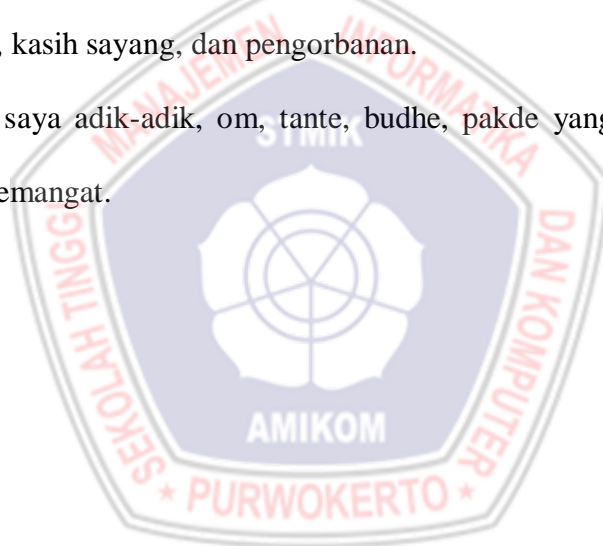 , kasih sayang, dan pengorbanan.
saya adik-adik, om, tante, budhe, pakde yang
emangat.
SEKOLAH TINGGI MANAJEMEN INFORMATIKA DAN KOMPUTER
STMIK
AMIKOM
* PURWOKERTO *